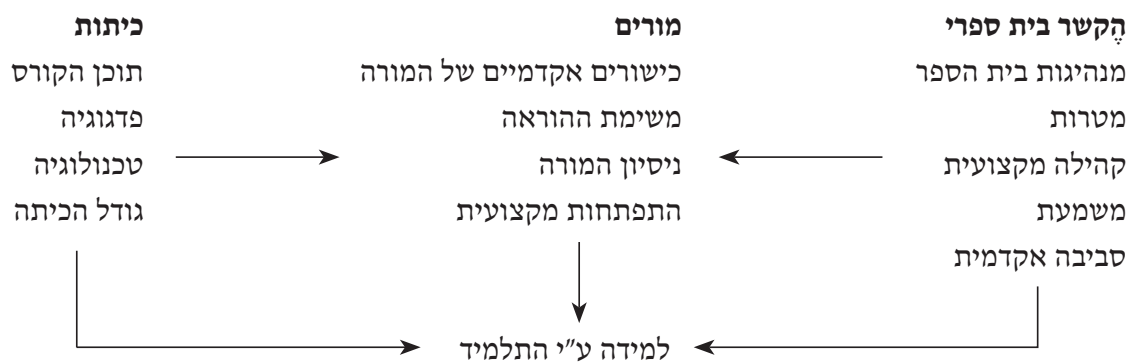 הֶקשר בית ספרי
מנהיגות בית הספר
מטרות
קהילה מקצועית
משמעת
סביבה אקדמית
מורים
כישורים אקדמיים של המורה
משימת ההוראה
ניסיון המורה
התפתחות מקצועית
כיתות
תוכן הקורס
פדגוגיה
טכנולוגיה
גודל הכיתה
למידה ע״י התלמיד